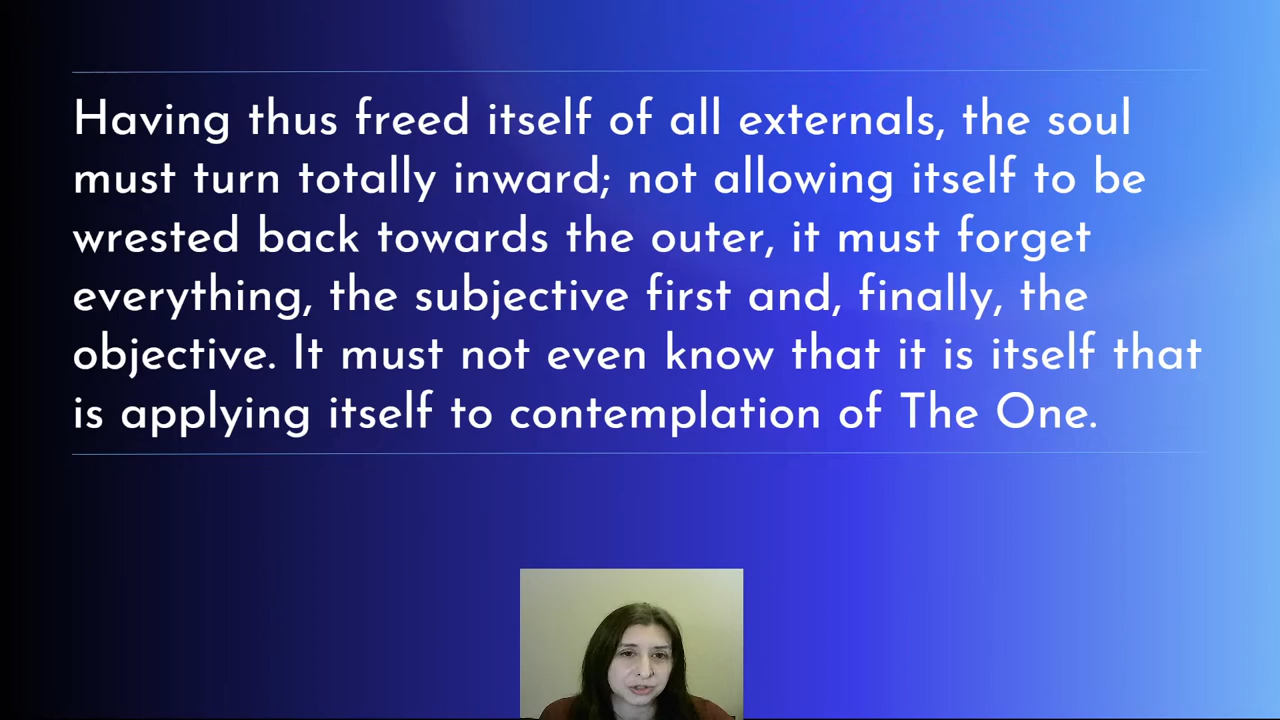 Having thus freed itself of all externals, the soul
must turn totally inward; not allowing itself to be
wrested back towards the outer, it must forget
everything, the subjective first and, finally, the
objective. It must not even know that it is itself that
is applying itself to contemplation of The One.